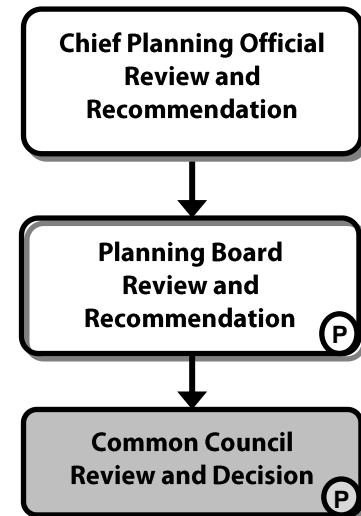 Chief Planning Official
Review and
Recommendation
Planning Board
Review and
Recommendation
P
Common Council
Review and Decision
P